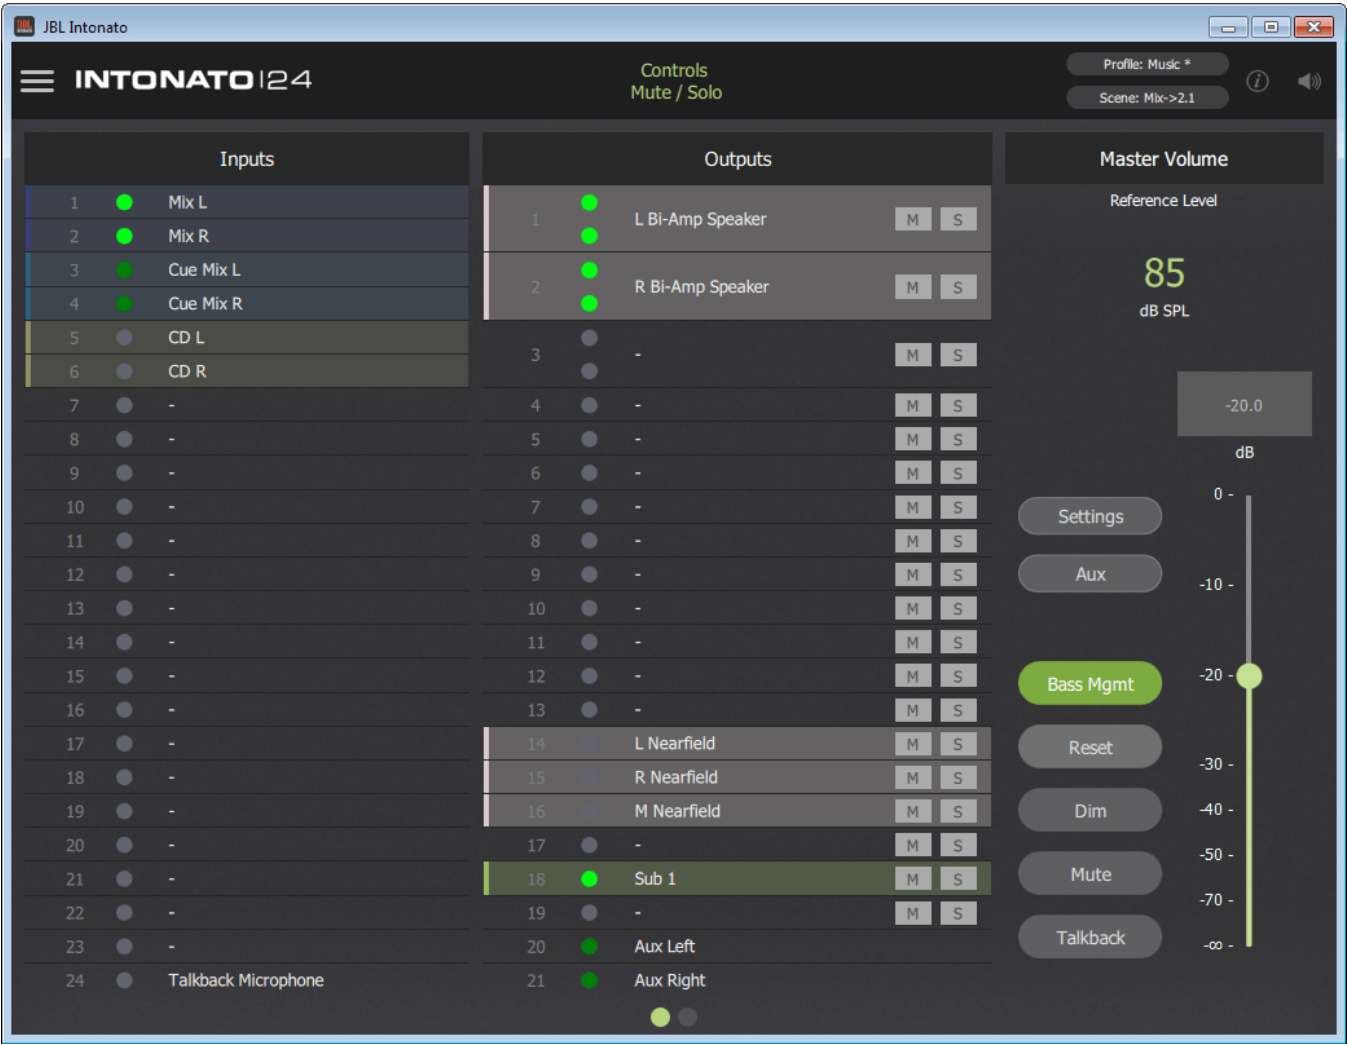 JBL Intonato
INTONATO|24
Controls
Mute / Solo
Profile: Music *
Scene: Mix->2.1
Inputs
1 Mix L
2 Mix R
3 Cue Mix L
4 Cue Mix R
5 CD L
6 CD R
7 -
8 -
9 -
10 -
11 -
12 -
13 -
14 -
15 -
16 -
17 -
18 -
19 -
20 -
21 -
22 -
23 -
24 Talkback Microphone
Outputs
1 L Bi-Amp Speaker M S
2 R Bi-Amp Speaker M S
3 - M S
4 - M S
5 - M S
6 - M S
7 - M S
8 - M S
9 - M S
10 - M S
11 - M S
12 - M S
13 - M S
14 L Nearfield M S
15 R Nearfield M S
16 M Nearfield M S
17 - M S
18 Sub 1 M S
19 - M S
20 Aux Left
21 Aux Right
Master Volume
Reference Level
85
dB SPL
-20.0
dB
Settings
Aux
Bass Mgmt
Reset
Dim
Mute
Talkback
0 -
-10 -
-20 -
-30 -
-40 -
-50 -
-70 -
-∞ -